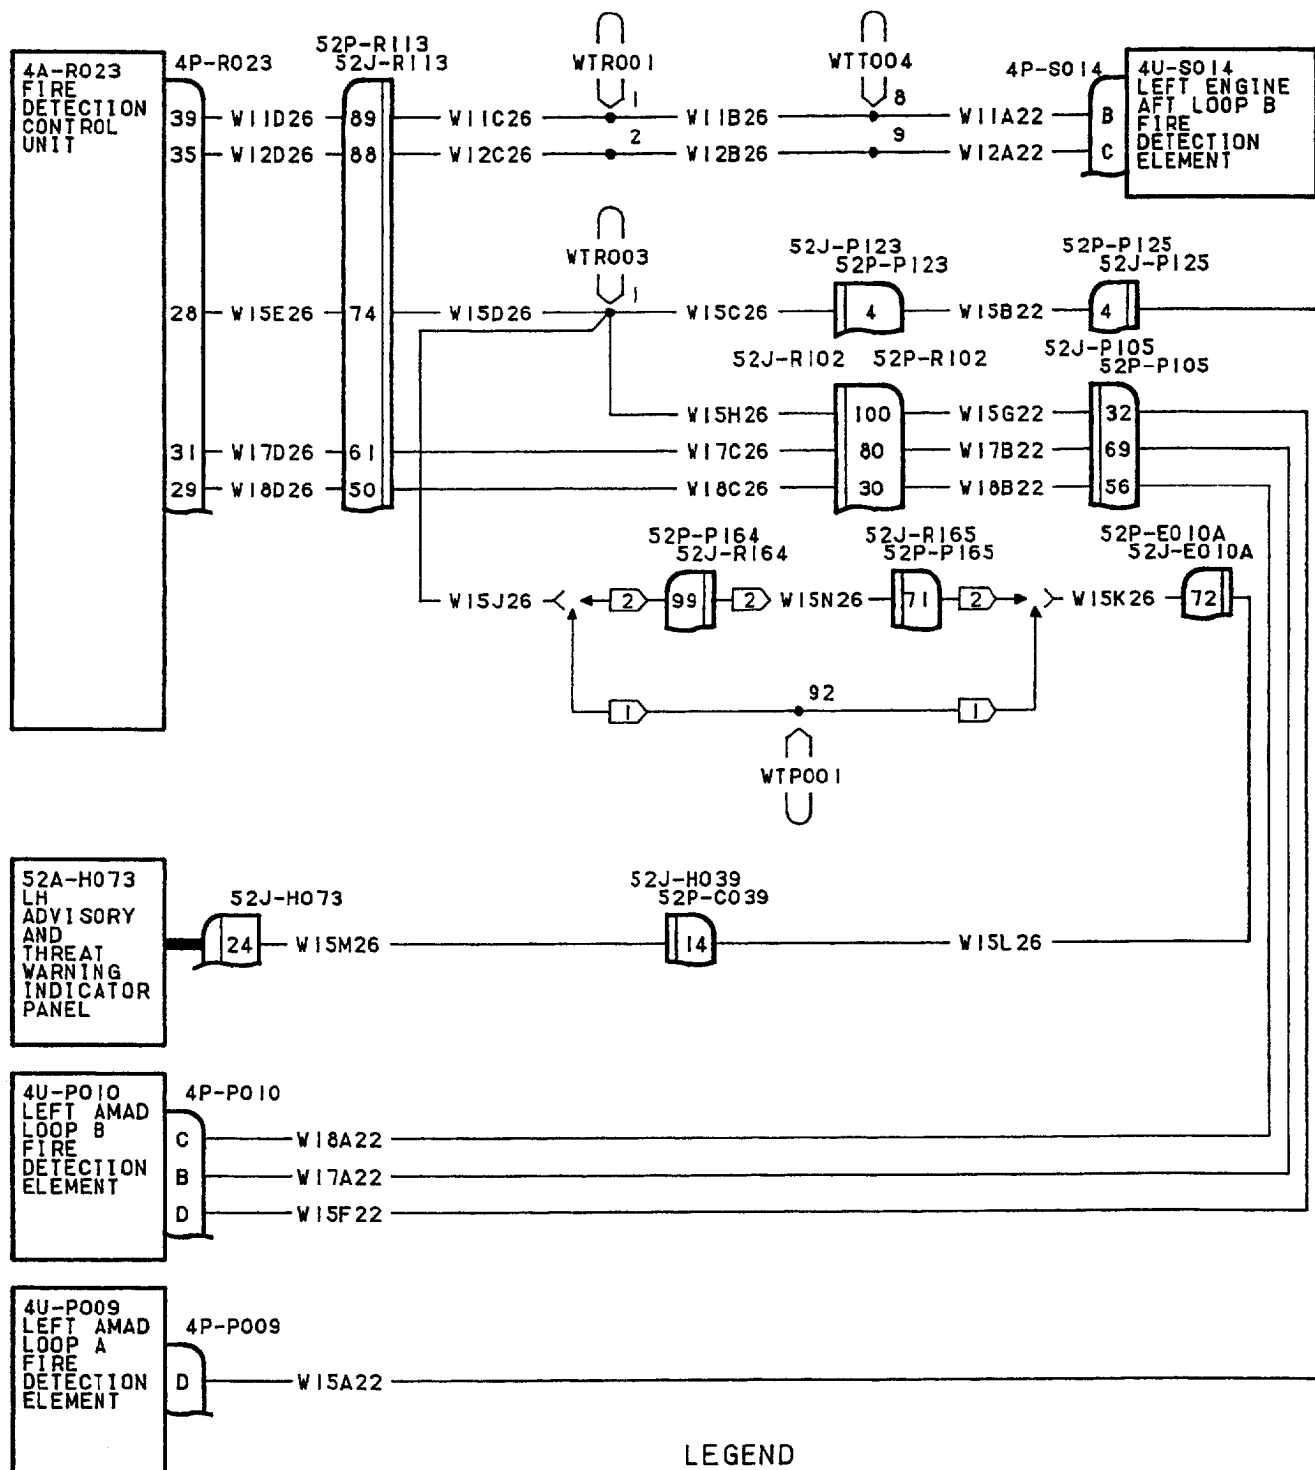 52P-R113
52J-R113
4P-R023
4A-R023
FIRE
DETECTION
CONTROL
UNIT
WTR001
WTT004
4P-S014
4U-S014
LEFT ENGINE
AFT LOOP B
FIRE
DETECTION
ELEMENT
39 W11D26 89 W11C26 1 W11B26 8 W11A22 B
35 W12D26 88 W12C26 2 W12B26 9 W12A22 C
WTR003
52J-P123
52P-P123
52P-P125
52J-P125
28 W15E26 74 W15D26 1 W15C26 4 W15B22 4
52J-R102 52P-R102
52J-P105
52P-P105
W15H26 100 W15G22 32
31 W17D26 61 W17C26 80 W17B22 69
29 W18D26 50 W18C26 30 W18B22 56
52P-P164
52J-R164
52J-R165
52P-P165
52P-E010A
52J-E010A
W15J26 2 99 2 W15N26 71 2 W15K26 72
1 92 1
WTP001
52A-H073
LH
ADVISORY
AND
THREAT
WARNING
INDICATOR
PANEL
52J-H073
52J-H039
52P-C039
24 W15M26 14 W15L26
4U-P010
LEFT AMAD
LOOP B
FIRE
DETECTION
ELEMENT
4P-P010
C W18A22
B W17A22
D W15F22
4U-P009
LEFT AMAD
LOOP A
FIRE
DETECTION
ELEMENT
4P-P009
D W15A22
LEGEND